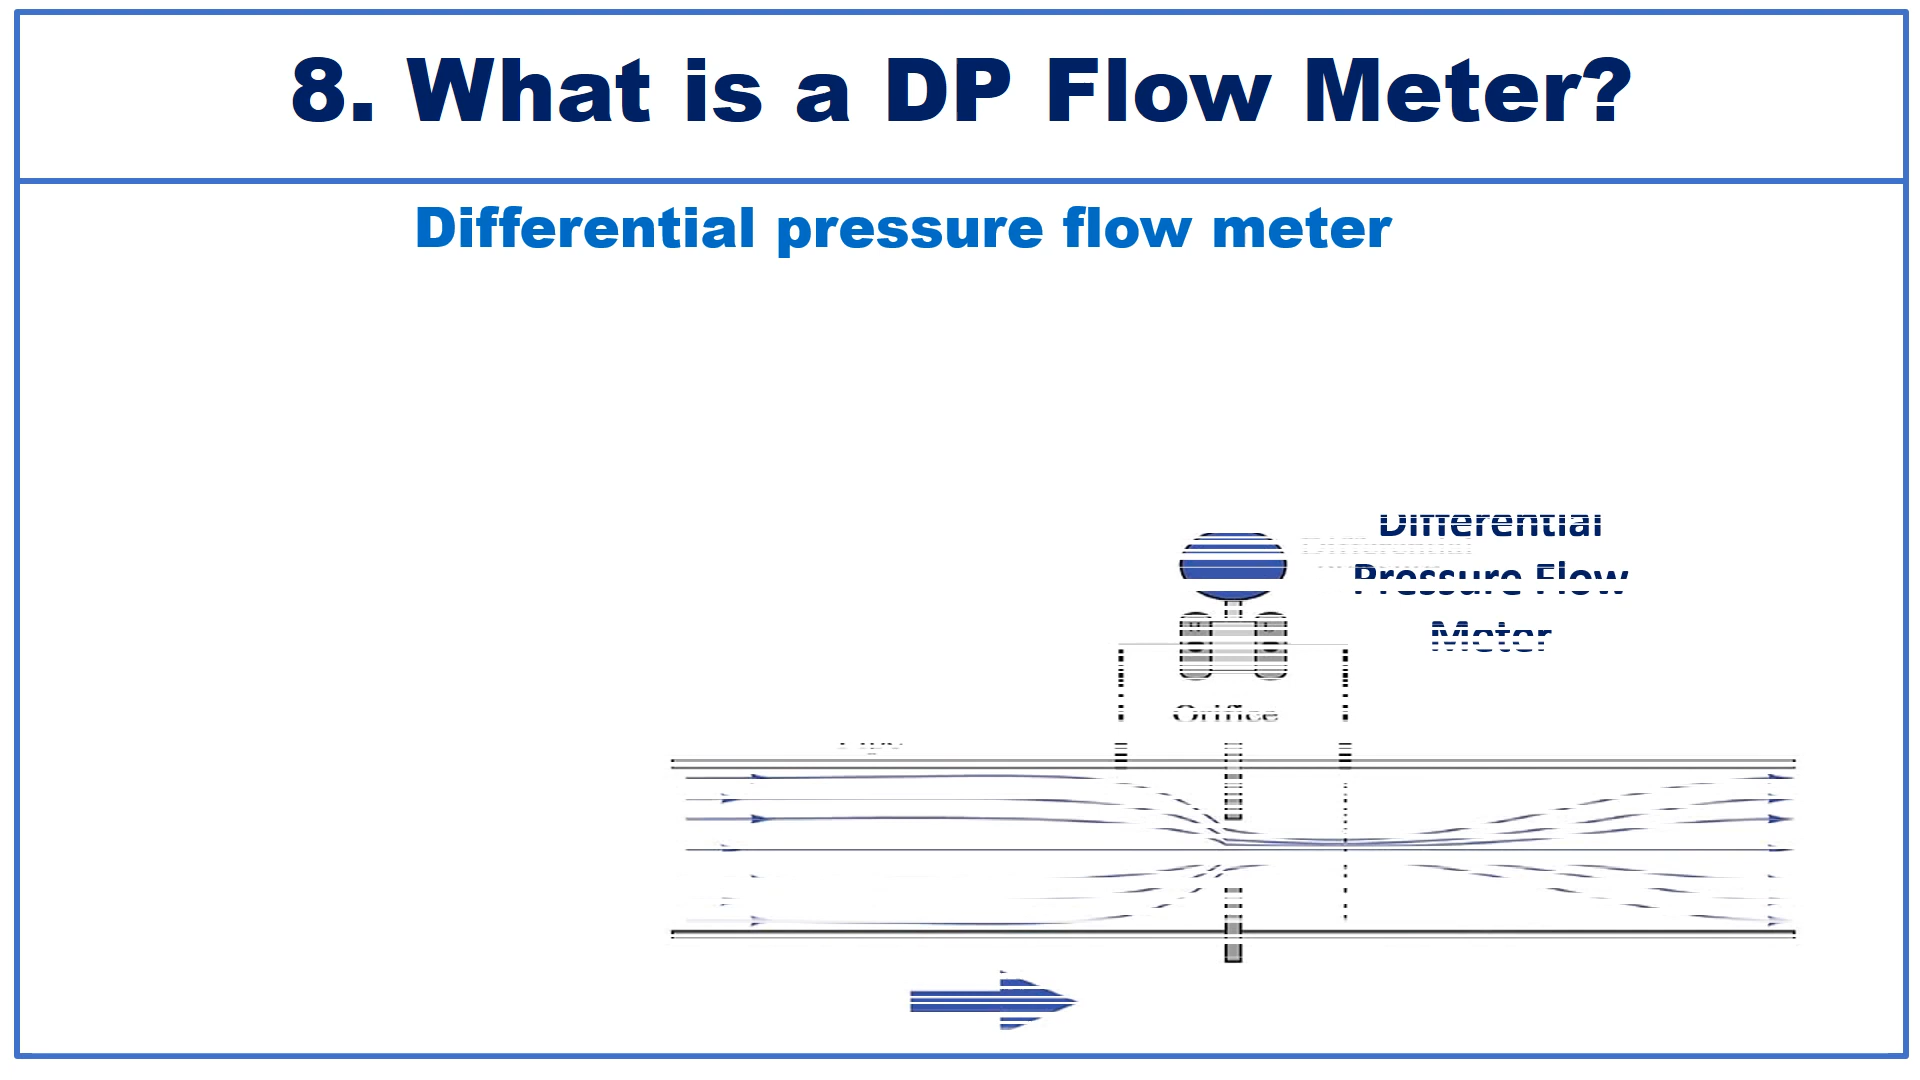 8. What is a DP Flow Meter?
Differential pressure flow meter
Differential
Pressure Flow
Meter
Orifice